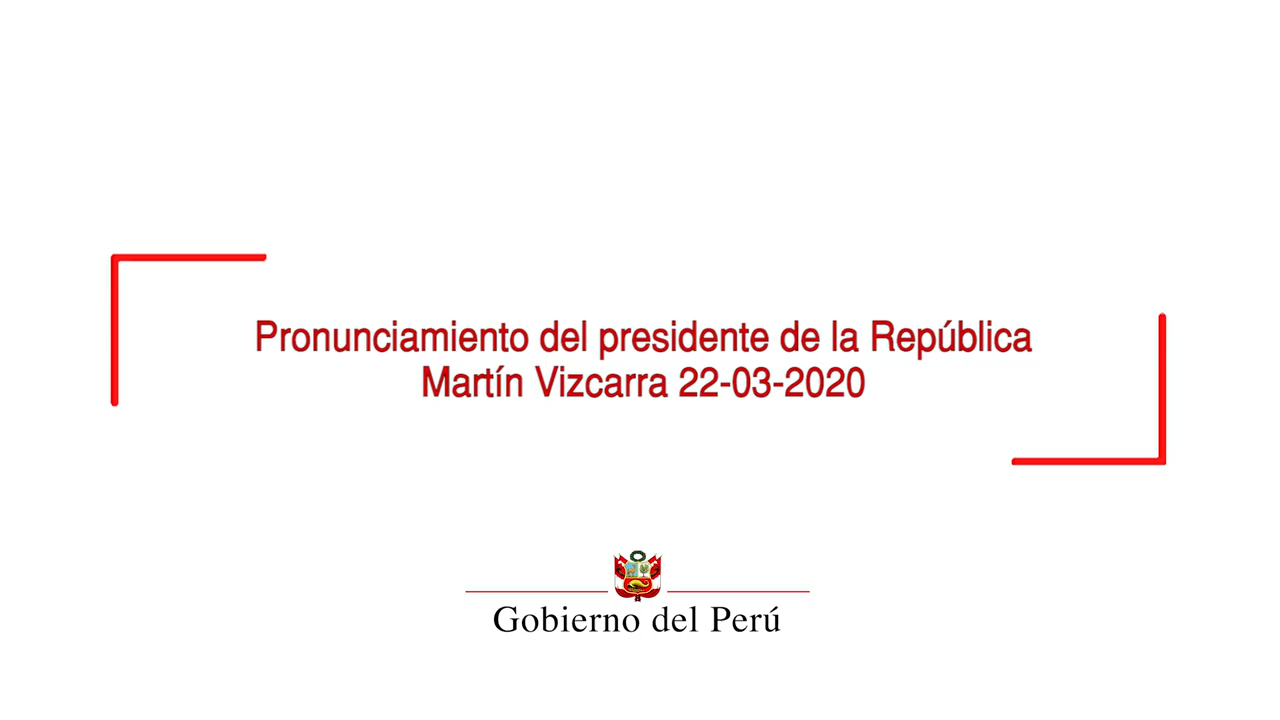 Pronunciamiento del presidente de la República
Martín Vizcarra 22-03-2020
Gobierno del Perú